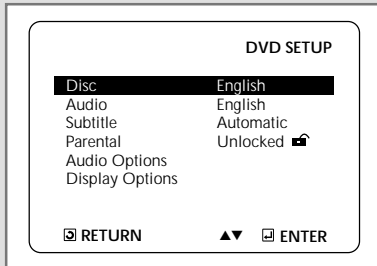 DVD SETUP
Disc English
Audio English
Subtitle Automatic
Parental Unlocked
Audio Options
Display Options
RETURN ▲▼ ENTER